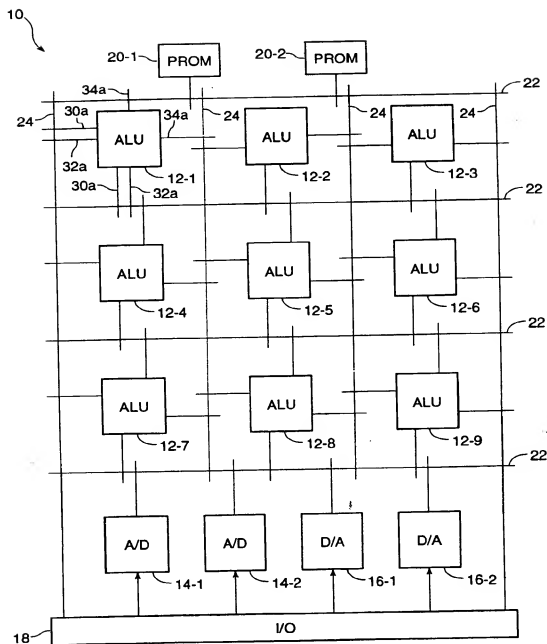 10
20-1
PROM
20-2
PROM
34a
22
30a
24
ALU
34a
24
ALU
24
24
ALU
32a
12-1
12-2
12-3
30a
32a
22
ALU
ALU
ALU
12-4
12-5
12-6
22
ALU
ALU
ALU
12-7
12-8
12-9
22
A/D
A/D
D/A
D/A
14-1
14-2
16-1
16-2
18
I/O